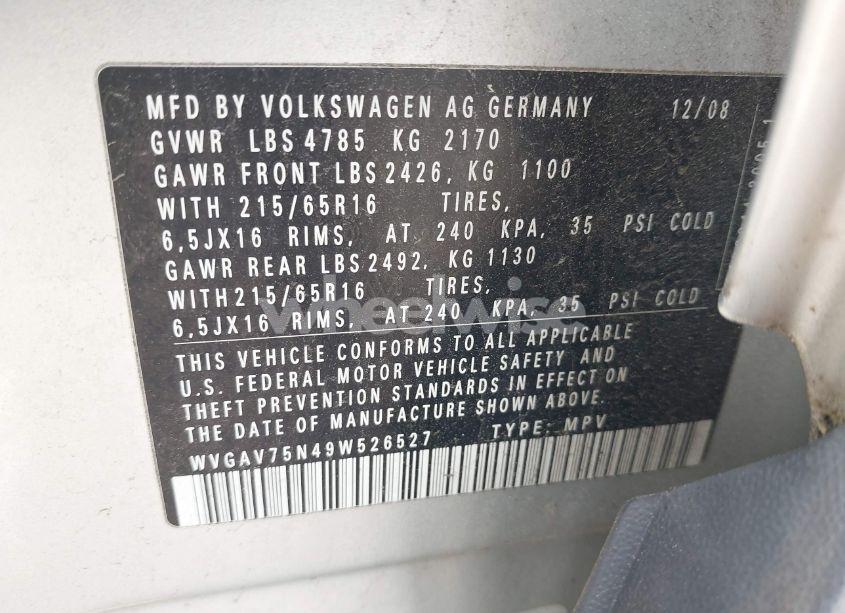 MFD BY VOLKSWAGEN AG GERMANY 12/08
GVWR LBS 4785 KG 2170
GAWR FRONT LBS 2426, KG 1100
WITH 215/65R16 TIRES,
6,5JX16 RIMS, AT 240 KPA, 35 PSI COLD
GAWR REAR LBS 2492, KG 1130
WITH 215/65R16 TIRES,
6,5JX16 RIMS, AT 240 KPA, 35 PSI COLD
THIS VEHICLE CONFORMS TO ALL APPLICABLE
U.S. FEDERAL MOTOR VEHICLE SAFETY AND
THEFT PREVENTION STANDARDS IN EFFECT ON
THE DATE OF MANUFACTURE SHOWN ABOVE.
WVGAV75N49W526527 TYPE: MPV
wheelwise